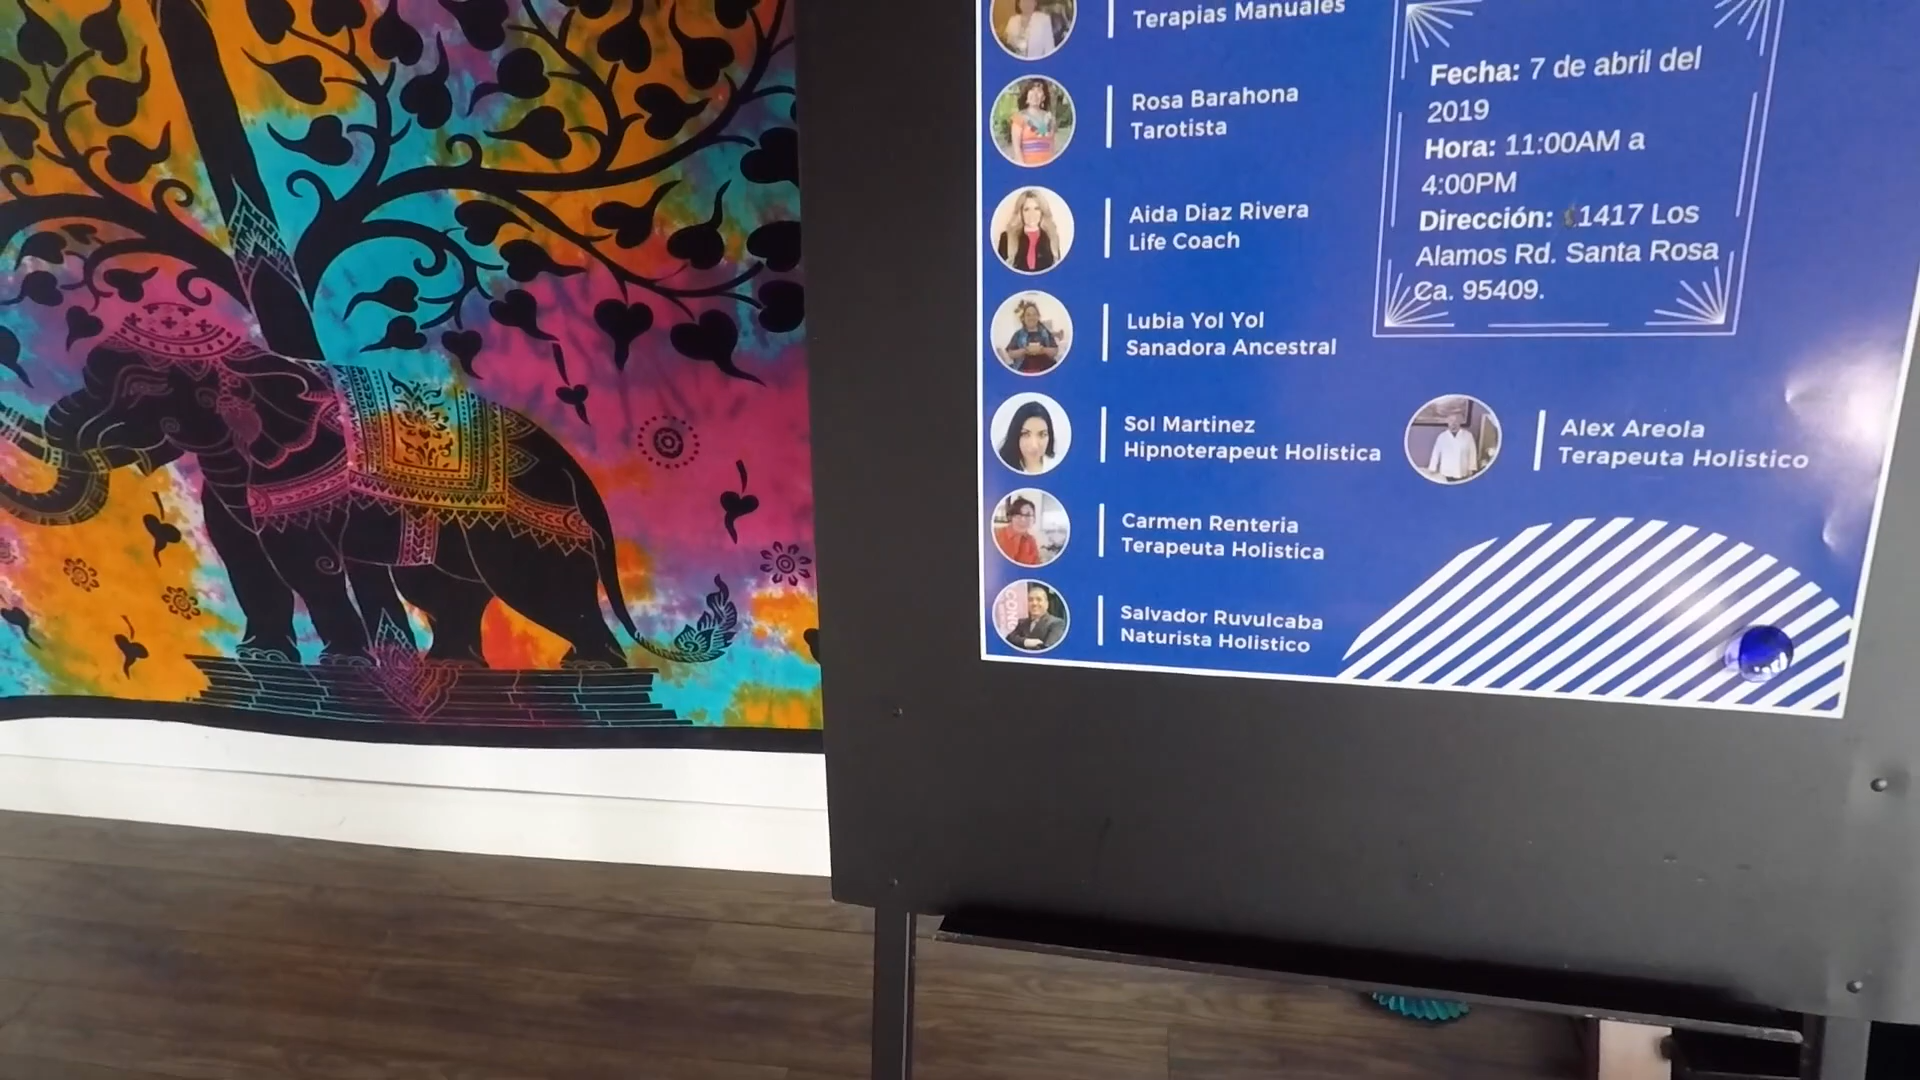 Terapias Manuales
Rosa Barahona
Tarotista
Aida Diaz Rivera
Life Coach
Lubia Yol Yol
Sanadora Ancestral
Sol Martinez
Hipnoterapeut Holistica
Carmen Renteria
Terapeuta Holistica
Salvador Ruvulcaba
Naturista Holistico
Fecha: 7 de abril del
2019
Hora: 11:00AM a
4:00PM
Dirección: 1417 Los
Alamos Rd. Santa Rosa
Ca. 95409.
Alex Areola
Terapeuta Holistico